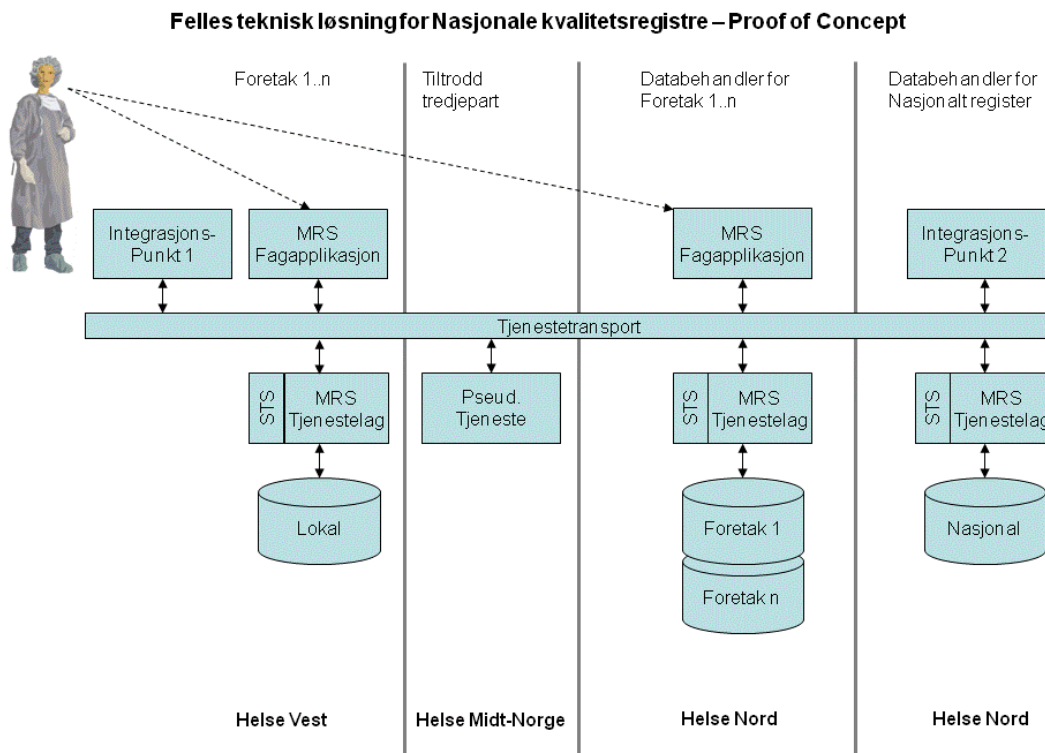 Felles teknisk løsning for Nasjonale kvalitetsregistre – Proof of Concept
Foretak 1..n
Tiltrodd
tredjepart
Databehandler for
Foretak 1..n
Databehandler for
Nasjonalt register
Integrasjons-
Punkt 1
MRS
Fagapplikasjon
MRS
Fagapplikasjon
Integrasjons-
Punkt 2
Tjenestetransport
STS
MRS
Tjenestelag
Pseud.
Tjeneste
STS
MRS
Tjenestelag
STS
MRS
Tjenestelag
Lokal
Foretak 1
Foretak n
Nasjonal
Helse Vest
Helse Midt-Norge
Helse Nord
Helse Nord